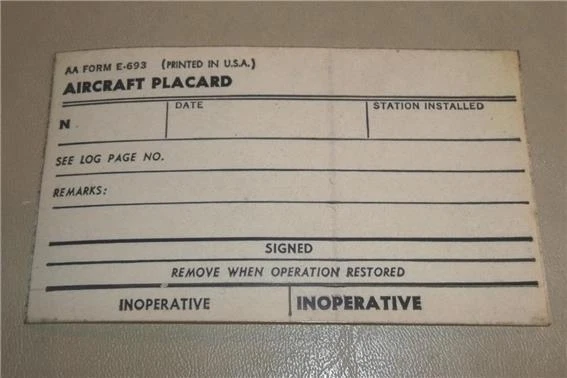 AA FORM E-693 (PRINTED IN U.S.A.)
AIRCRAFT PLACARD
N DATE STATION INSTALLED
SEE LOG PAGE NO.
REMARKS:
SIGNED
REMOVE WHEN OPERATION RESTORED
INOPERATIVE INOPERATIVE